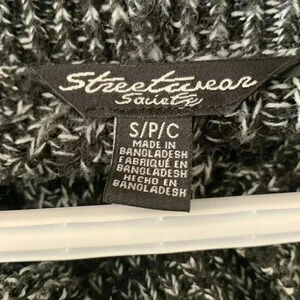 Streetwear
Society
S/P/C
MADE IN
BANGLADESH
FABRIQUÉ EN
BANGLADESH
HECHO EN
BANGLADESH